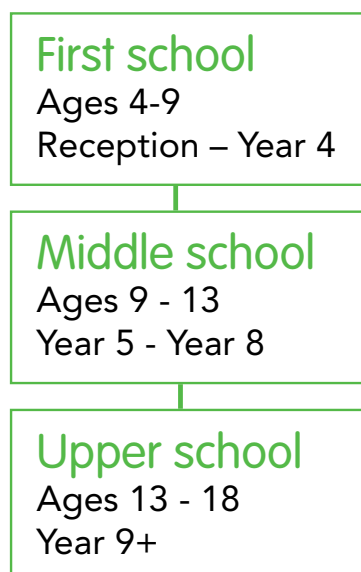 First school
Ages 4-9
Reception – Year 4
Middle school
Ages 9 - 13
Year 5 - Year 8
Upper school
Ages 13 - 18
Year 9+